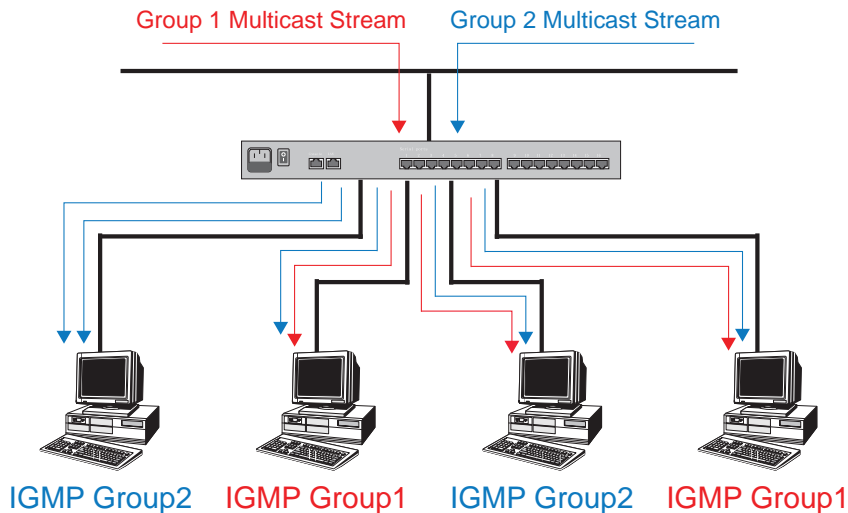 Group 1 Multicast Stream
Group 2 Multicast Stream
IGMP Group2
IGMP Group1
IGMP Group2
IGMP Group1